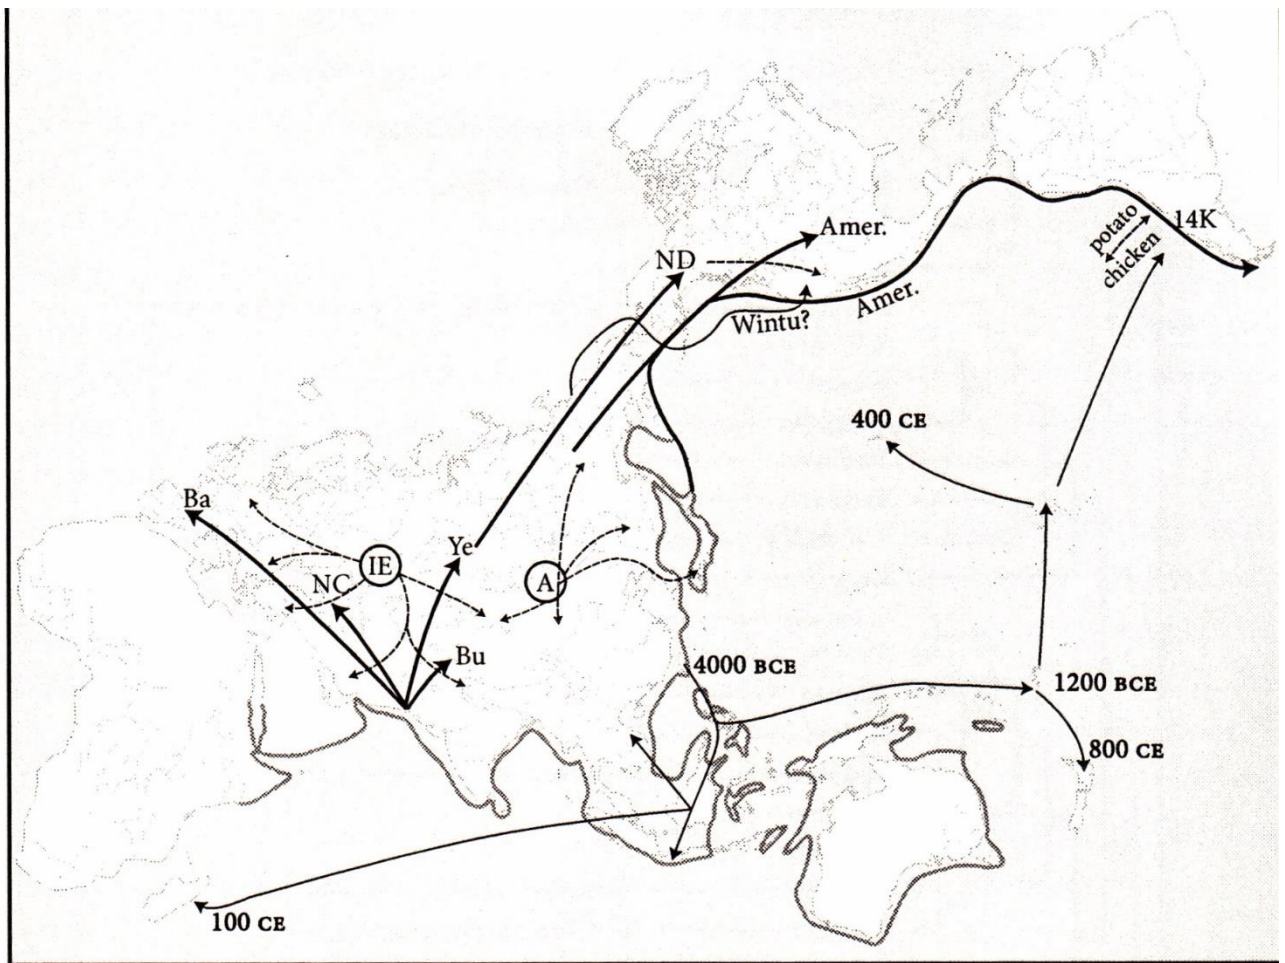 potato
14K
chicken
Amer.
ND
Amer.
Wintu?
400 CE
Ba
Ye
IE
NC
A
Bu
4000 BCE
1200 BCE
800 CE
100 CE